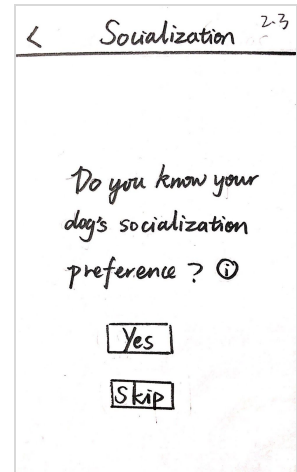 < Socialization 2.3
Do you know your
dog's socialization
preference ? ⓘ
Yes
Skip